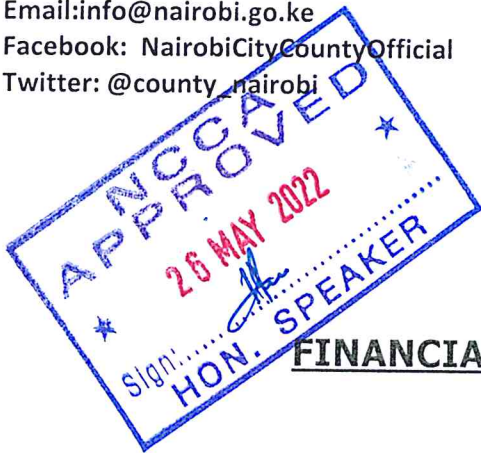 Email:info@nairobi.go.ke
Facebook: NairobiCityCountyOfficial
Twitter: @county_nairobi
NCCA
APPROVED
26 MAY 2022
Sign:
HON. SPEAKER
FINANCIA